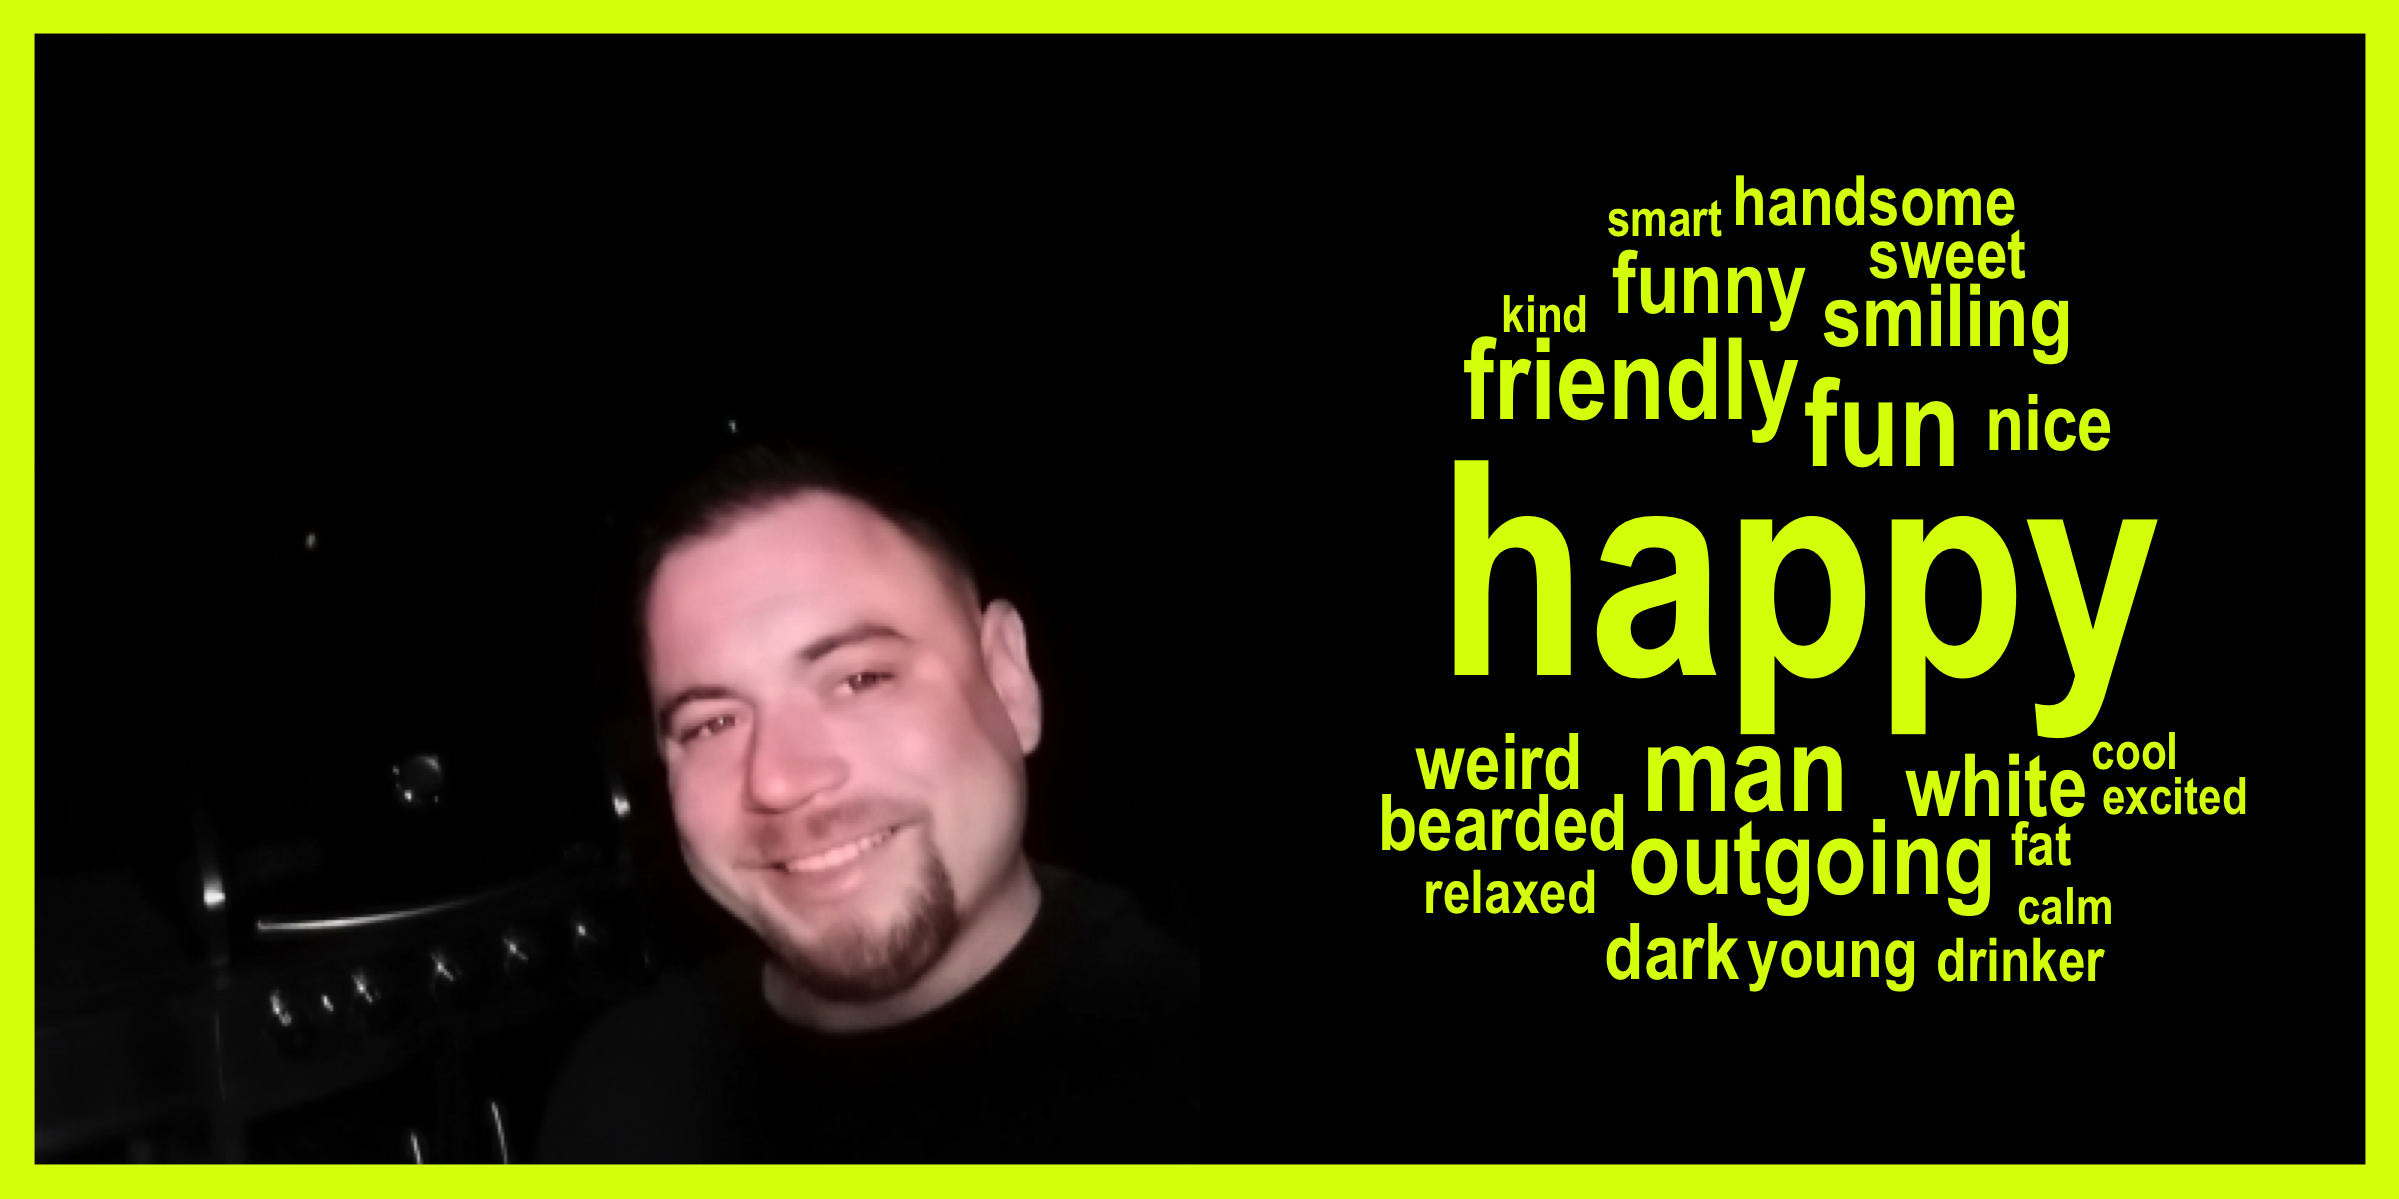 smart handsome
sweet
funny
kind smiling
friendly
fun nice
happy
weird man white cool
excited
bearded outgoing fat
relaxed calm
dark young drinker